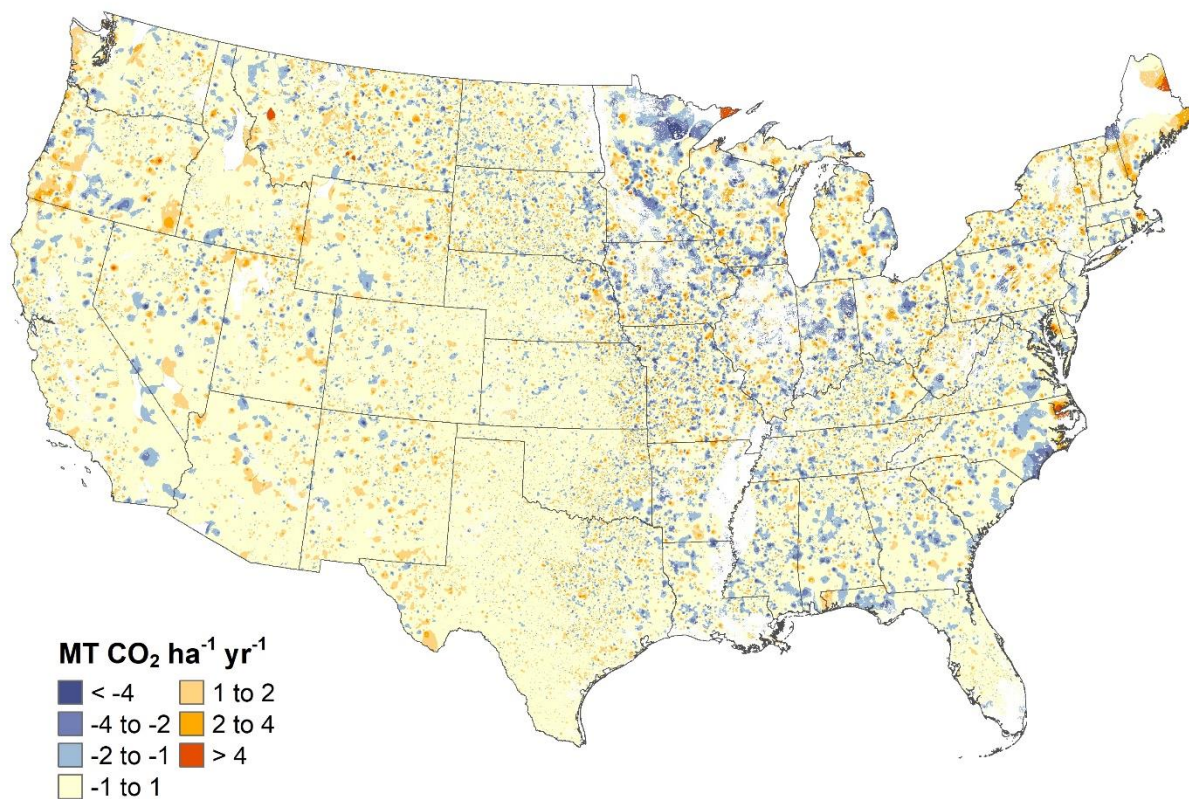 MT CO₂ ha⁻¹ yr⁻¹
< -4
1 to 2
-4 to -2
2 to 4
-2 to -1
> 4
-1 to 1